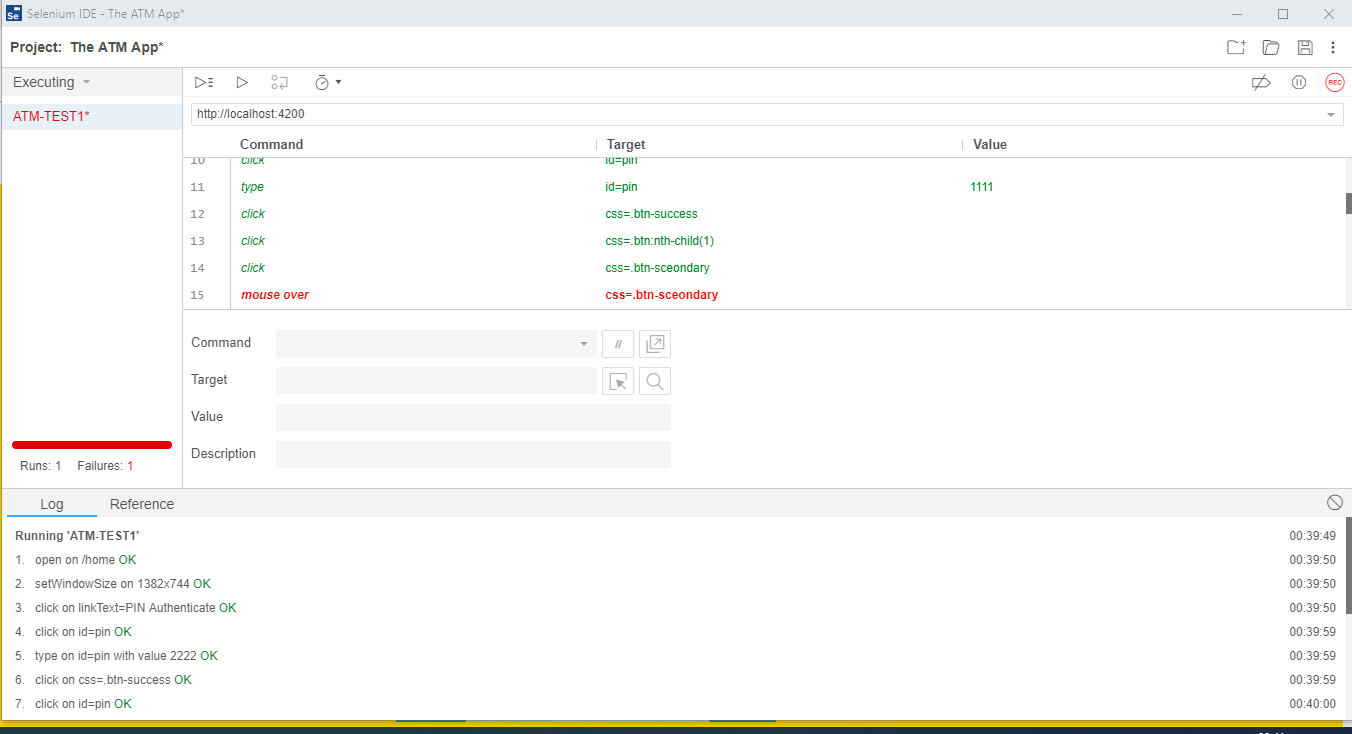 Selenium IDE - The ATM App*
Project: The ATM App*
Executing
REC
ATM-TEST1*
http://localhost:4200
Command Target Value
10 click id=pin
11 type id=pin 1111
12 click css=.btn-success
13 click css=.btn:nth-child(1)
14 click css=.btn-sceondary
15 mouse over css=.btn-sceondary
Command //
Target
Value
Description
Runs: 1 Failures: 1
Log Reference
Running 'ATM-TEST1' 00:39:49
1. open on /home OK 00:39:50
2. setWindowSize on 1382x744 OK 00:39:50
3. click on linkText=PIN Authenticate OK 00:39:50
4. click on id=pin OK 00:39:59
5. type on id=pin with value 2222 OK 00:39:59
6. click on css=.btn-success OK 00:39:59
7. click on id=pin OK 00:40:00